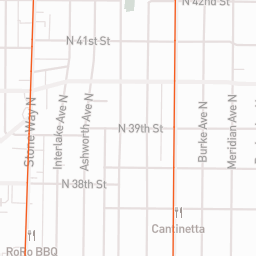 N 42nd St
N 41st St
Stone Way N
Interlake Ave N
Ashworth Ave N
N 39th St
Burke Ave N
Meridian Ave N
N 38th St
Cantinetta
RoRo BBQ